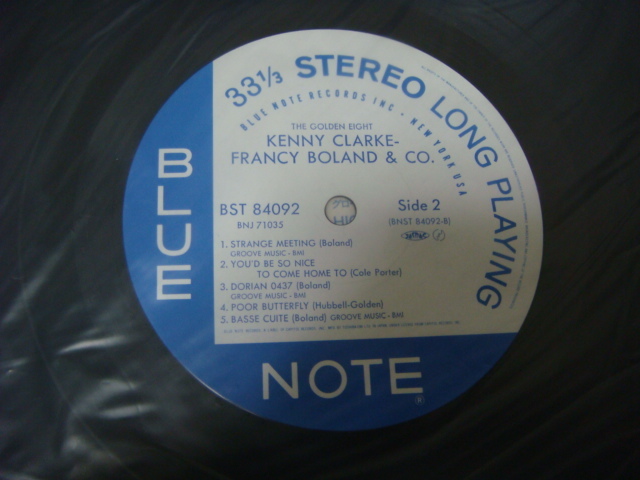 33⅓ STEREO LONG PLAYING
BLUE NOTE RECORDS INC · NEW YORK USA
THE GOLDEN EIGHT
KENNY CLARKE-
FRANCY BOLAND & CO.
BST 84092
BNJ 71035
Side 2
(BNST 84092-B)
1. STRANGE MEETING (Boland)
GROOVE MUSIC - BMI
2. YOU'D BE SO NICE
TO COME HOME TO (Cole Porter)
3. DORIAN 0437 (Boland)
GROOVE MUSIC - BMI
4. POOR BUTTERFLY (Hubbell-Golden)
5. BASSE CUITE (Boland) GROOVE MUSIC - BMI
BLUE
NOTE
®